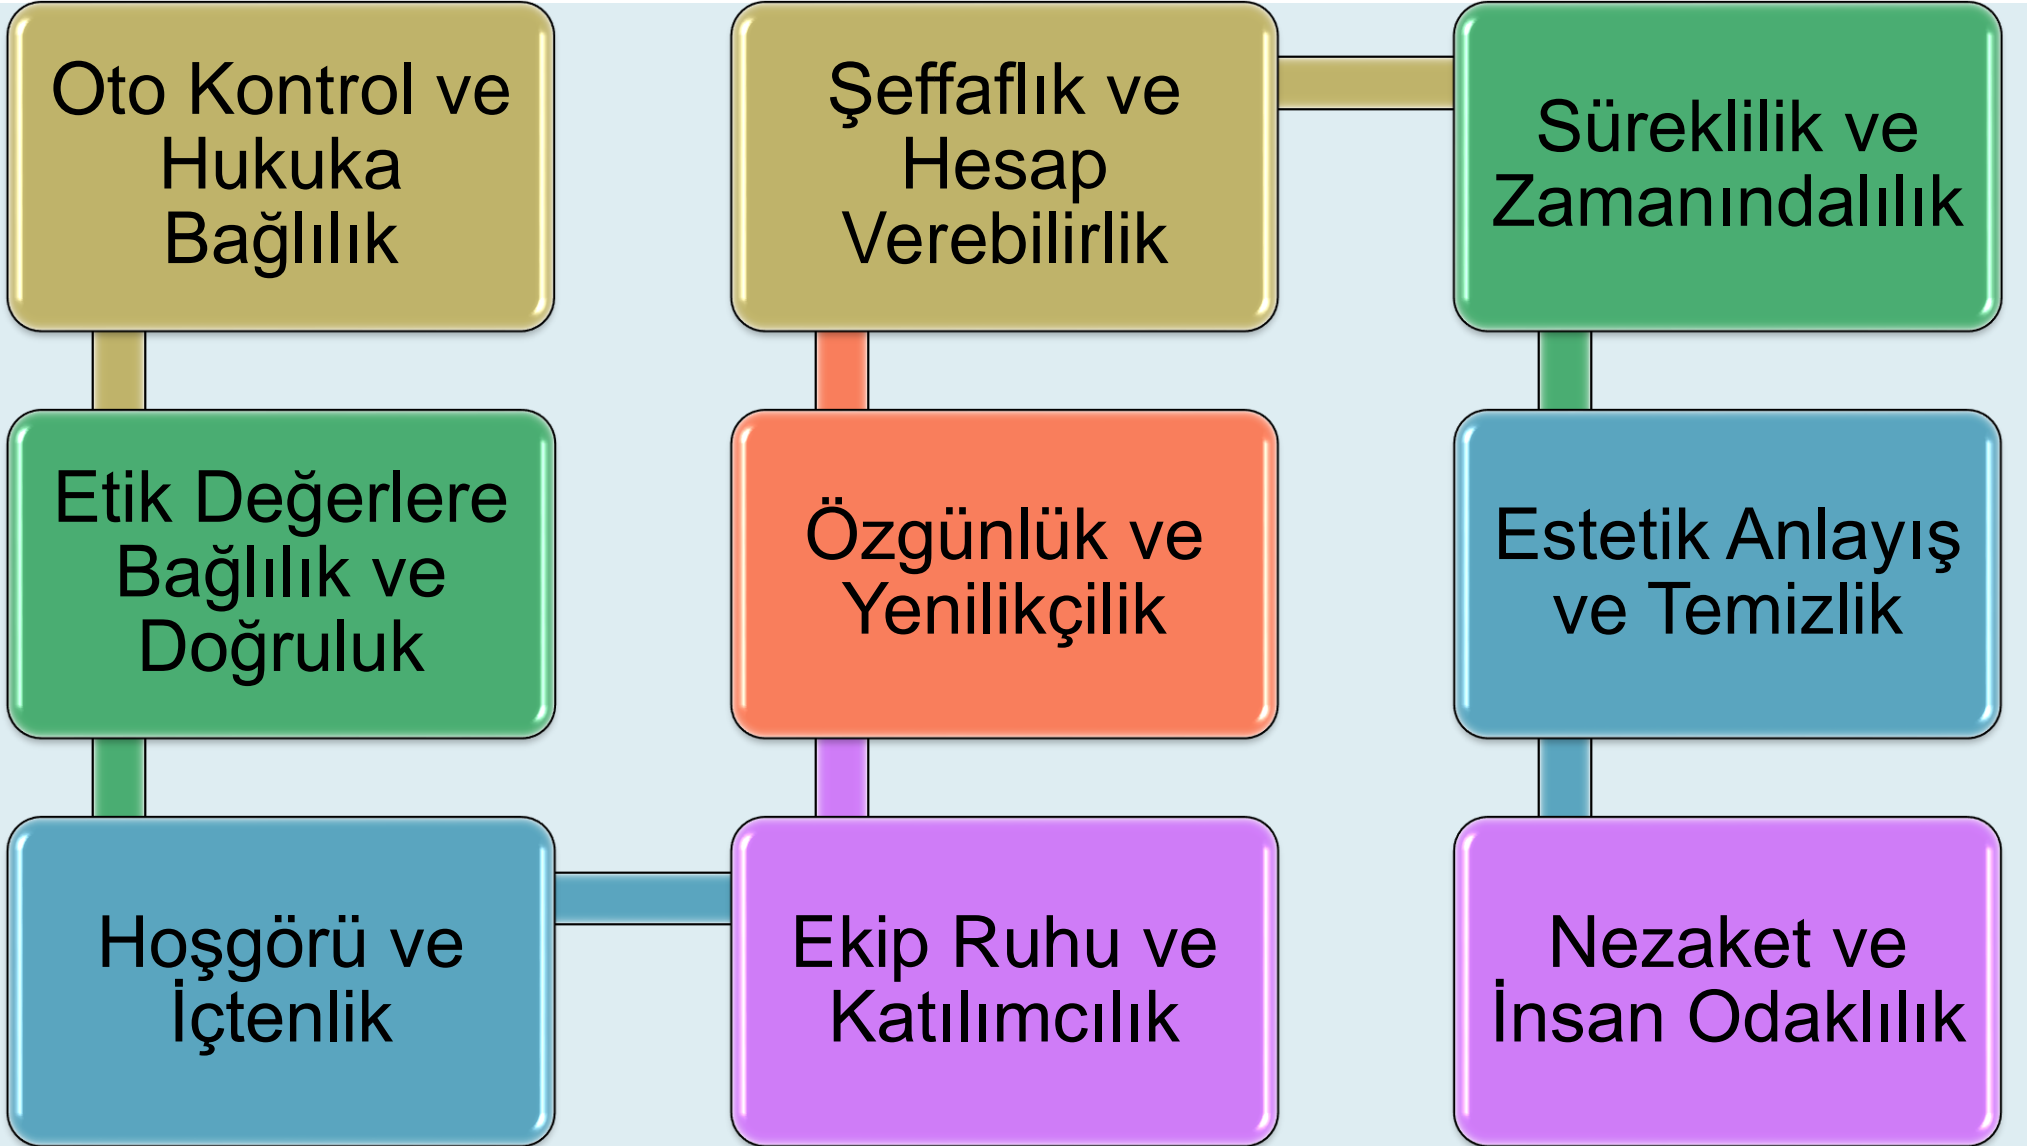 Oto Kontrol ve
Hukuka
Bağlılık
Etik Değerlere
Bağlılık ve
Doğruluk
Hoşgörü ve
İçtenlik
Ekip Ruhu ve
Katılımcılık
Özgünlük ve
Yenilikçilik
Şeffaflık ve
Hesap
Verebilirlik
Süreklilik ve
Zamanındalılık
Estetik Anlayış
ve Temizlik
Nezaket ve
İnsan Odaklılık